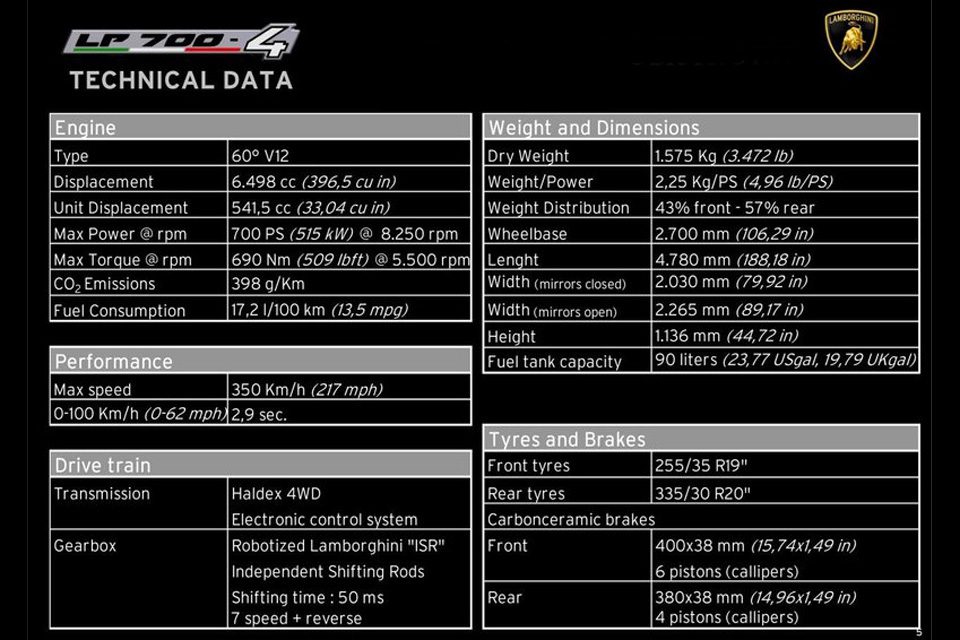 LP 700-4
LAMBORGHINI
TECHNICAL DATA
Engine
Type 60° V12
Displacement 6.498 cc (396,5 cu in)
Unit Displacement 541,5 cc (33,04 cu in)
Max Power @ rpm 700 PS (515 kW) @ 8.250 rpm
Max Torque @ rpm 690 Nm (509 lbft) @ 5.500 rpm
CO2 Emissions 398 g/Km
Fuel Consumption 17,2 l/100 km (13,5 mpg)
Performance
Max speed 350 Km/h (217 mph)
0-100 Km/h (0-62 mph) 2,9 sec.
Drive train
Transmission Haldex 4WD
Electronic control system
Gearbox Robotized Lamborghini "ISR"
Independent Shifting Rods
Shifting time : 50 ms
7 speed + reverse
Weight and Dimensions
Dry Weight 1.575 Kg (3.472 lb)
Weight/Power 2,25 Kg/PS (4,96 lb/PS)
Weight Distribution 43% front - 57% rear
Wheelbase 2.700 mm (106,29 in)
Lenght 4.780 mm (188,18 in)
Width (mirrors closed) 2.030 mm (79,92 in)
Width (mirrors open) 2.265 mm (89,17 in)
Height 1.136 mm (44,72 in)
Fuel tank capacity 90 liters (23,77 USgal, 19,79 UKgal)
Tyres and Brakes
Front tyres 255/35 R19"
Rear tyres 335/30 R20"
Carbonceramic brakes
Front 400x38 mm (15,74x1,49 in)
6 pistons (callipers)
Rear 380x38 mm (14,96x1,49 in)
4 pistons (callipers)
5